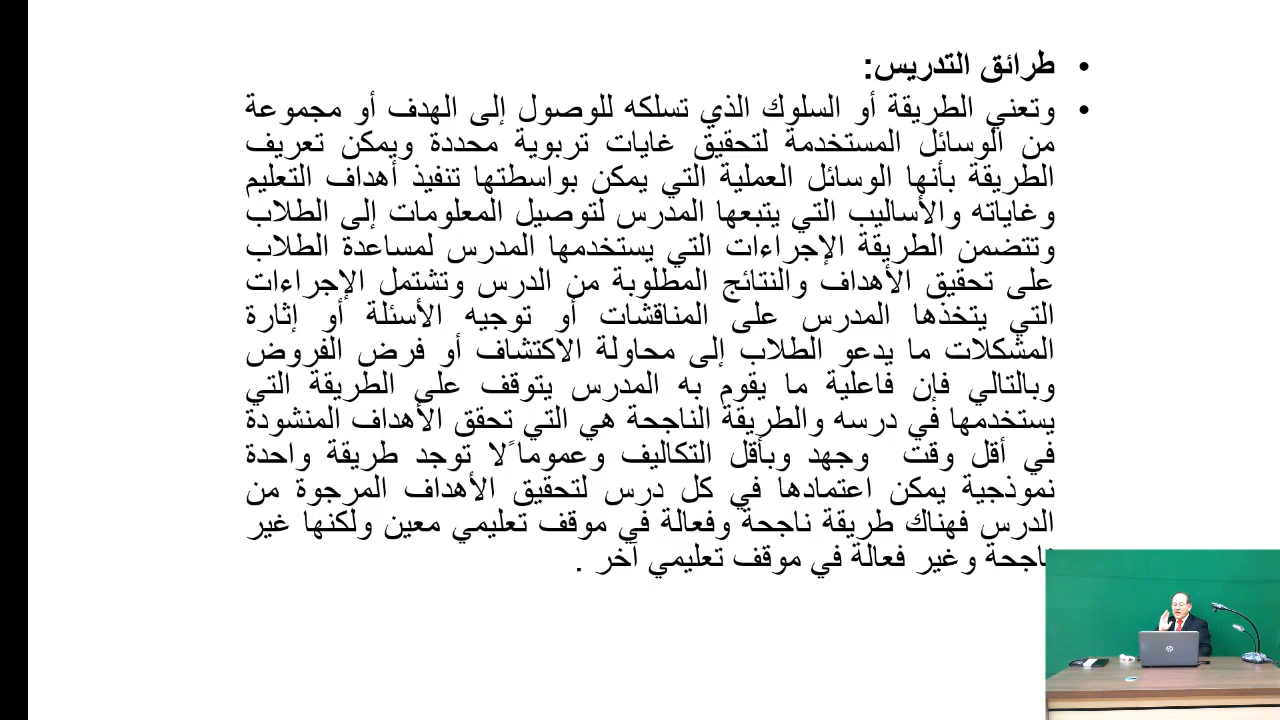 • طرائق التدريس:
• وتعني الطريقة أو السلوك الذي تسلكه للوصول إلى الهدف أو مجموعة
من الوسائل المستخدمة لتحقيق غايات تربوية محددة ويمكن تعريف
الطريقة بأنها الوسائل العملية التي يمكن بواسطتها تنفيذ أهداف التعليم
وغاياته والأساليب التي يتبعها المدرس لتوصيل المعلومات إلى الطلاب
وتتضمن الطريقة الإجراءات التي يستخدمها المدرس لمساعدة الطلاب
على تحقيق الأهداف والنتائج المطلوبة من الدرس وتشتمل الإجراءات
التي يتخذها المدرس على المناقشات أو توجيه الأسئلة أو إثارة
المشكلات ما يدعو الطلاب إلى محاولة الاكتشاف أو فرض الفروض
وبالتالي فإن فاعلية ما يقوم به المدرس يتوقف على الطريقة التي
يستخدمها في درسه والطريقة الناجحة هي التي تحقق الأهداف المنشودة
في أقل وقت وجهد وبأقل التكاليف وعموما ًلا توجد طريقة واحدة
نموذجية يمكن اعتمادها في كل درس لتحقيق الأهداف المرجوة من
الدرس فهناك طريقة ناجحة وفعالة في موقف تعليمي معين ولكنها غير
ناجحة وغير فعالة في موقف تعليمي آخر .